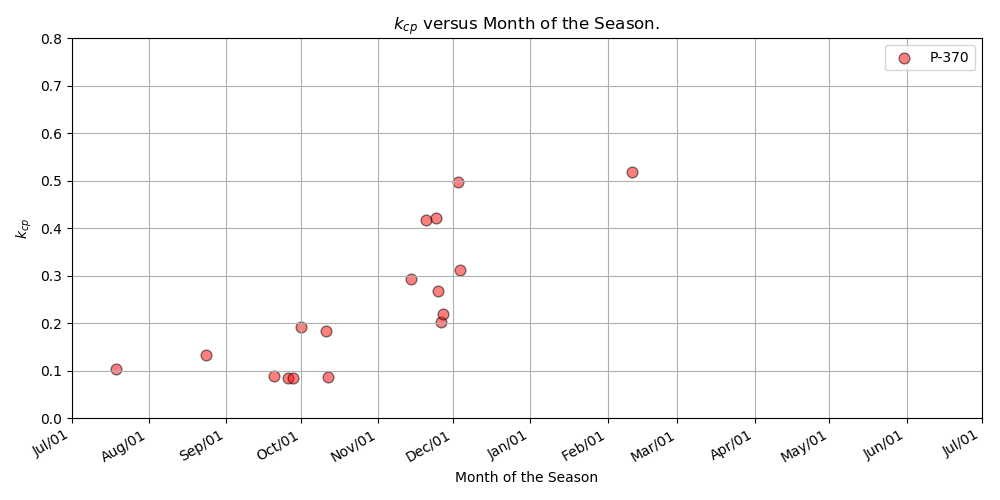 k_cp versus Month of the Season.
P-370
0.8
0.7
0.6
0.5
0.4
0.3
0.2
0.1
0.0
k_cp
Jul/01 Aug/01 Sep/01 Oct/01 Nov/01 Dec/01 Jan/01 Feb/01 Mar/01 Apr/01 May/01 Jun/01 Jul/01
Month of the Season